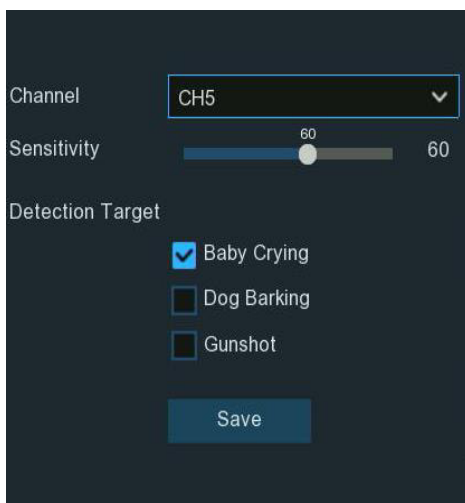 Channel CH5
60
Sensitivity 60
Detection Target
Baby Crying
Dog Barking
Gunshot
Save